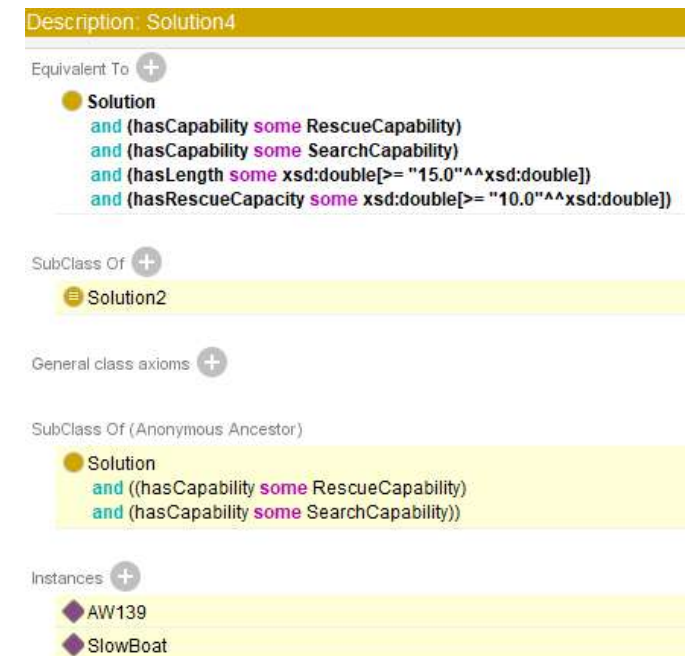 Description: Solution4
Equivalent To
Solution
and (hasCapability some RescueCapability)
and (hasCapability some SearchCapability)
and (hasLength some xsd:double[>= "15.0"^^xsd:double])
and (hasRescueCapacity some xsd:double[>= "10.0"^^xsd:double])
SubClass Of
Solution2
General class axioms
SubClass Of (Anonymous Ancestor)
Solution
and ((hasCapability some RescueCapability)
and (hasCapability some SearchCapability))
Instances
AW139
SlowBoat